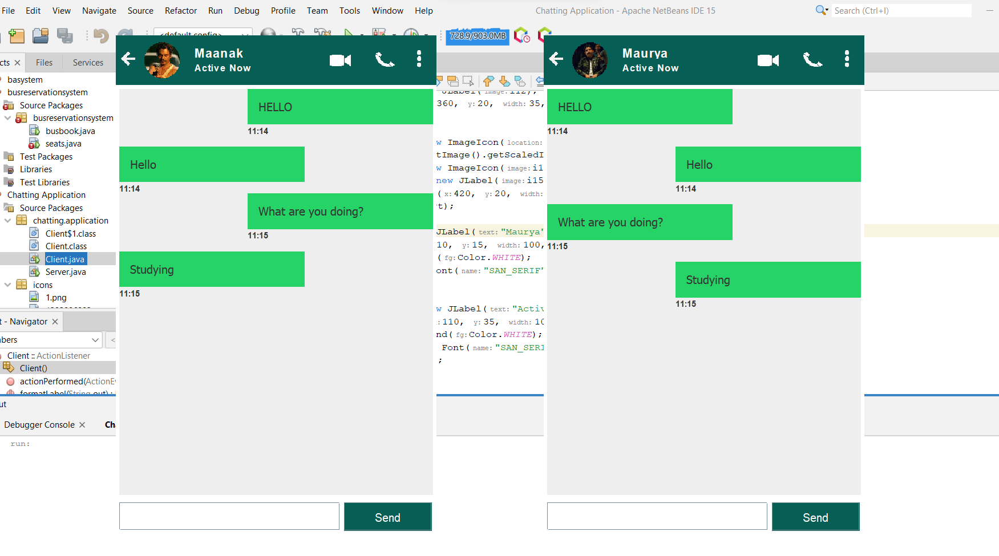 File Edit View Navigate Source Refactor Run Debug Profile Team Tools Window Help
Chatting Application - Apache NetBeans IDE 15
Search (Ctrl+I)
<default config>
728.9/903.0MB
cts Files Services
basystem
busreservationsystem
Source Packages
busreservationsystem
busbook.java
seats.java
Test Packages
Libraries
Test Libraries
Chatting Application
Source Packages
chatting.application
Client$1.class
Client.class
Client.java
Server.java
icons
1.png
t - Navigator
bers
<
Client :: ActionListener
Client()
actionPerformed(ActionEv
formatLabel(String out) :
ut
Debugger Console
Cha
run:
Maanak
Active Now
HELLO
11:14
Hello
11:14
What are you doing?
11:15
Studying
11:15
Send
JLabel(image: i12);
360, y: 20, width: 35,
w ImageIcon(location:
tImage().getScaledI
w ImageIcon(image: i1
new JLabel(image: i15
(x: 420, y: 20, width:
t);
JLabel(text: "Maurya"
10, y: 15, width: 100,
(fg: Color.WHITE);
ont(name: "SAN_SERIF"
w JLabel(text: "Activ
: 110, y: 35, width: 10
nd(fg: Color.WHITE);
Font(name: "SAN_SERI
;
Maurya
Active Now
HELLO
11:14
Hello
11:14
What are you doing?
11:15
Studying
11:15
Send